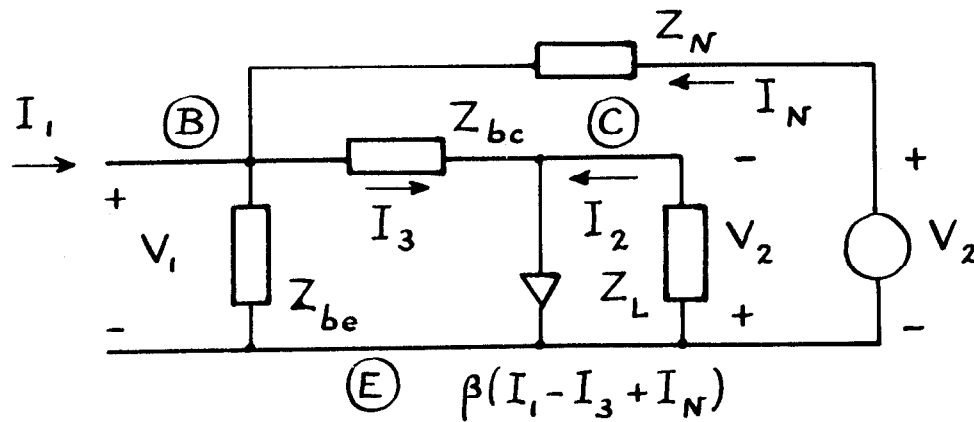 Z_N
I_1
B
Z_bc
C
I_N
+
-
+
I_3
I_2
V_1
Z_be
Z_L
V_2
V_2
-
+
-
E
β(I_1 - I_3 + I_N)